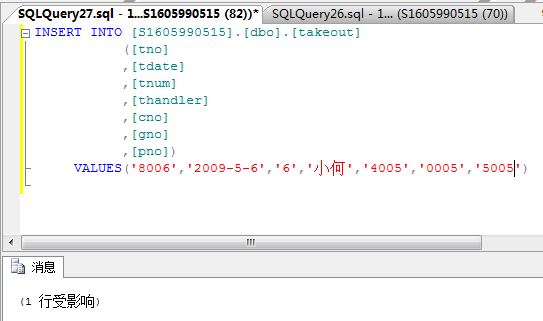 SQLQuery27.sql - 1...S1605990515 (82))* SQLQuery26.sql - 1... (S1605990515 (70))
INSERT INTO [S1605990515].[dbo].[takeout]
([tno]
,[tdate]
,[tnum]
,[thandler]
,[cno]
,[gno]
,[pno])
VALUES('8006','2009-5-6','6','小何','4005','0005','5005')
消息
(1 行受影响)